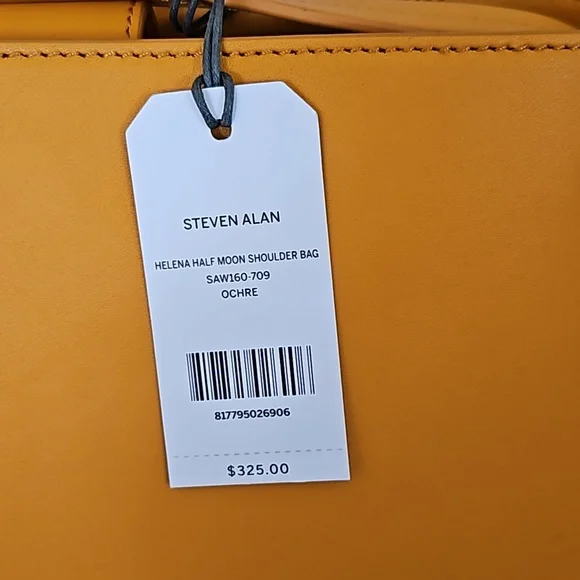 STEVEN ALAN
HELENA HALF MOON SHOULDER BAG
SAW160-709
OCHRE
817795026906
$325.00